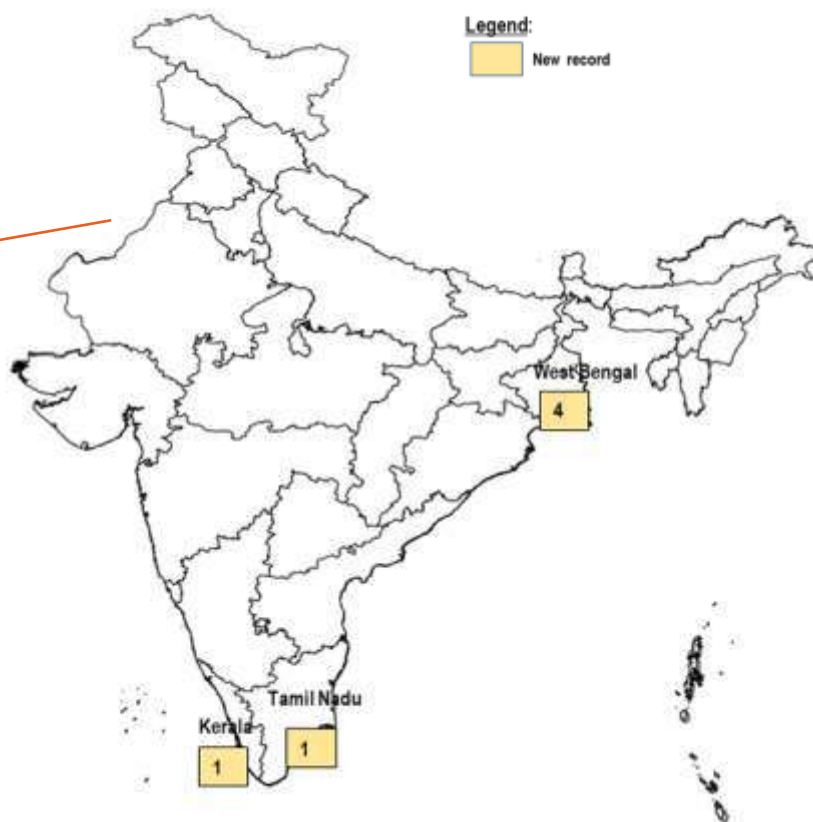 Legend:
New record
West Bengal
4
Tamil Nadu
Kerala
1
1